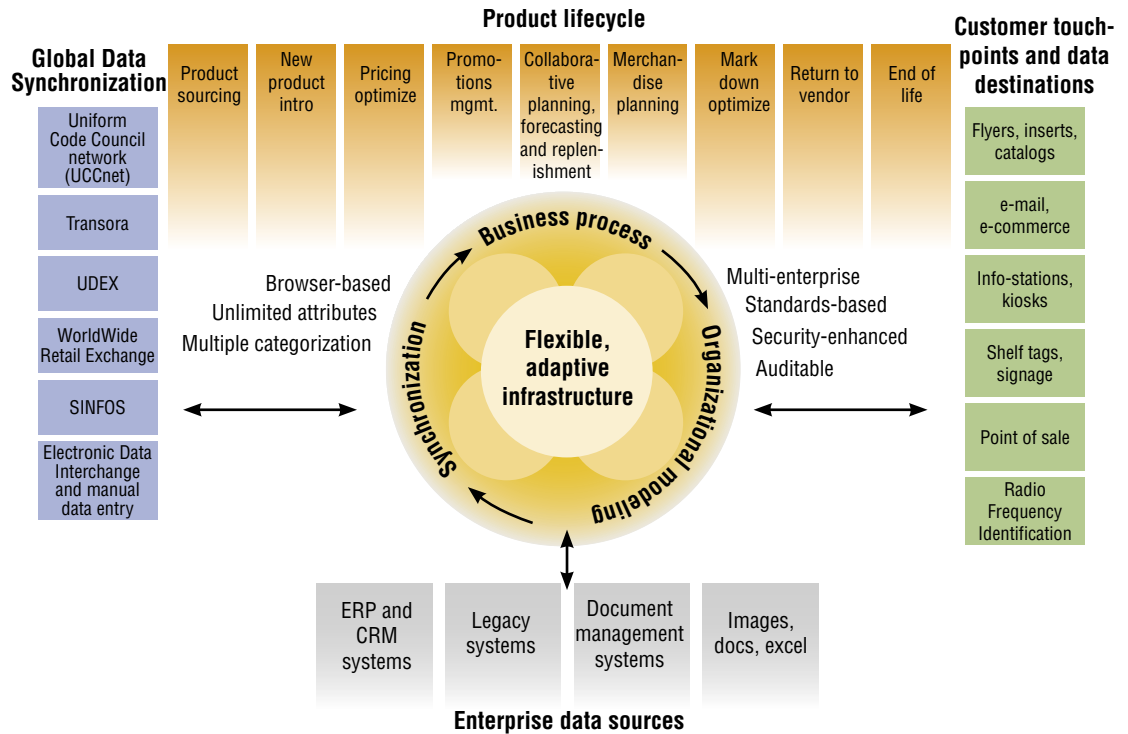 Product lifecycle
Global Data
Synchronization
Customer touch-
points and data
destinations
Product
sourcing
New
product
intro
Pricing
optimize
Promo-
tions
mgmt.
Collabora-
tive
planning,
forecasting
and replen-
ishment
Merchan-
dise
planning
Mark
down
optimize
Return to
vendor
End of
life
Uniform
Code Council
network
(UCCnet)
Transora
UDEX
WorldWide
Retail Exchange
SINFOS
Electronic Data
Interchange
and manual
data entry
Browser-based
Unlimited attributes
Multiple categorization
Business process
Organizational modeling
Synchronization
Flexible,
adaptive
infrastructure
Multi-enterprise
Standards-based
Security-enhanced
Auditable
Flyers, inserts,
catalogs
e-mail,
e-commerce
Info-stations,
kiosks
Shelf tags,
signage
Point of sale
Radio
Frequency
Identification
ERP and
CRM
systems
Legacy
systems
Document
management
systems
Images,
docs, excel
Enterprise data sources